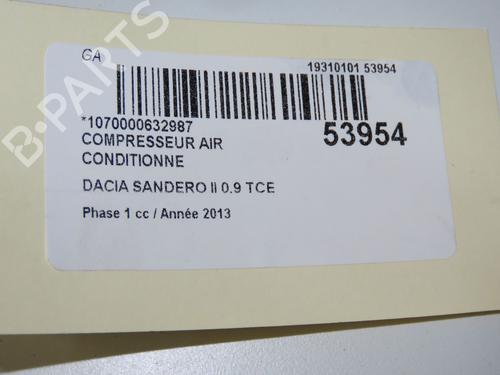 GA
19310101 53954
*1070000632987
53954
COMPRESSEUR AIR
CONDITIONNE
DACIA SANDERO II 0.9 TCE
Phase 1 cc / Année 2013
B-PARTS